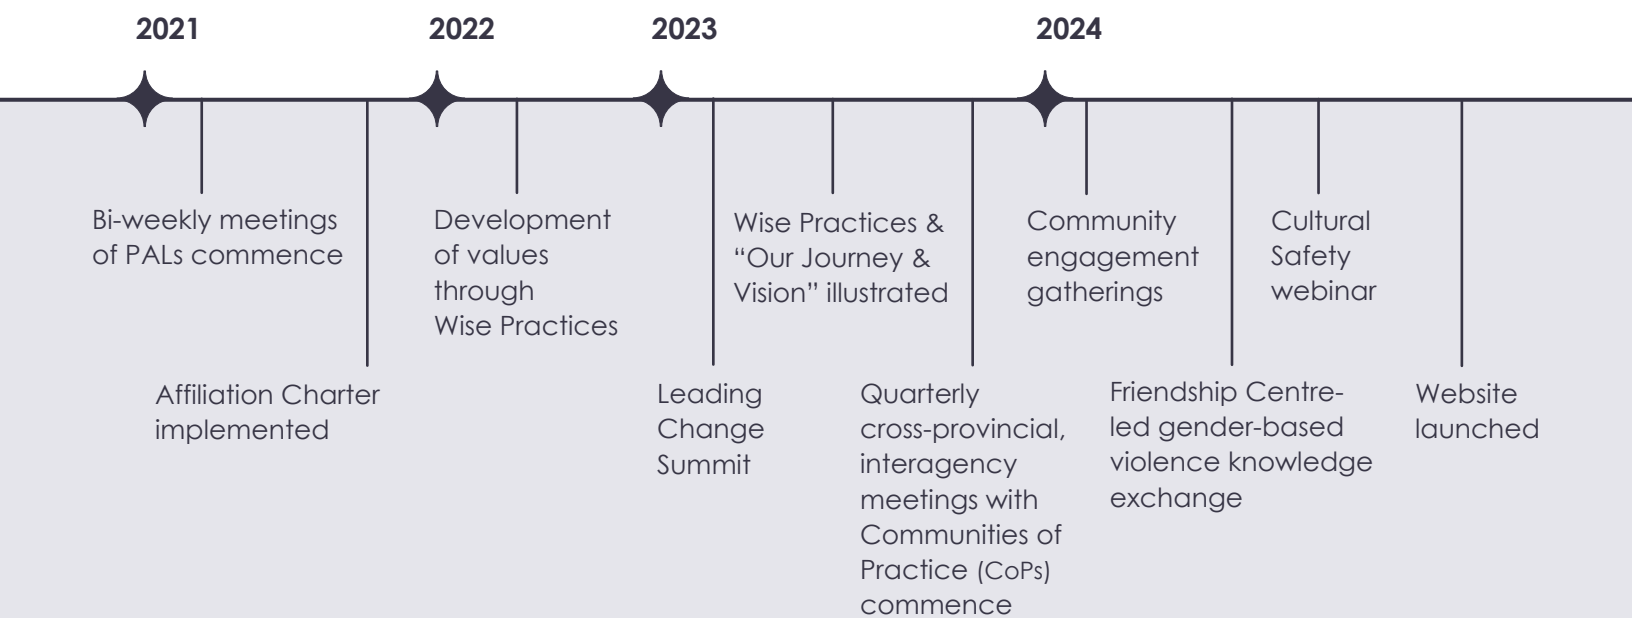 2021
2022
2023
2024
Bi-weekly meetings
of PALs commence
Affiliation Charter
implemented
Development
of values
through
Wise Practices
Leading
Change
Summit
Wise Practices &
“Our Journey &
Vision” illustrated
Quarterly
cross-provincial,
interagency
meetings with
Communities of
Practice (CoPs)
commence
Community
engagement
gatherings
Friendship Centre-
led gender-based
violence knowledge
exchange
Cultural
Safety
webinar
Website
launched